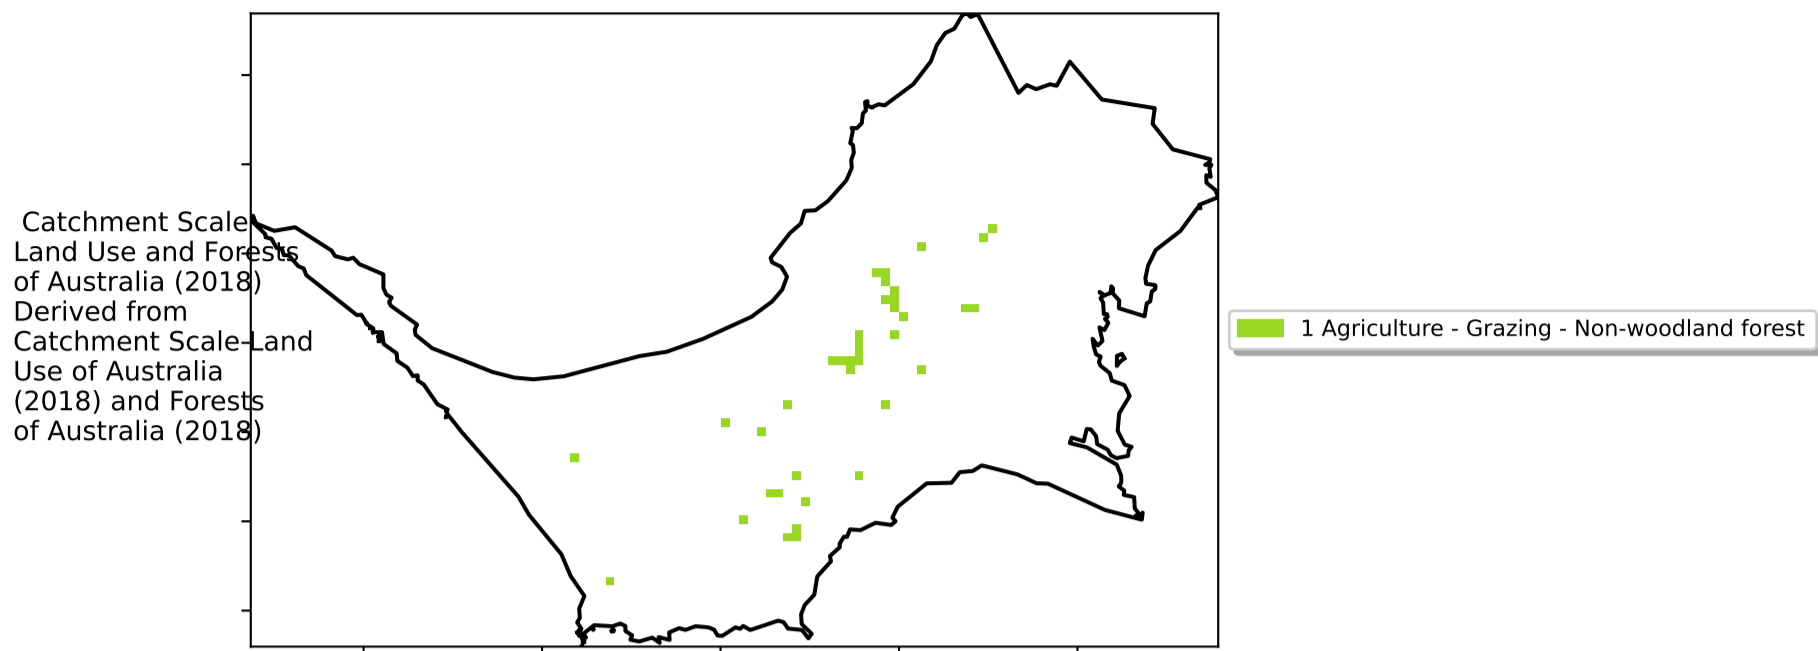 Catchment Scale
Land Use and Forests
of Australia (2018)
Derived from
Catchment Scale Land
Use of Australia
(2018) and Forests
of Australia (2018)
1 Agriculture - Grazing - Non-woodland forest